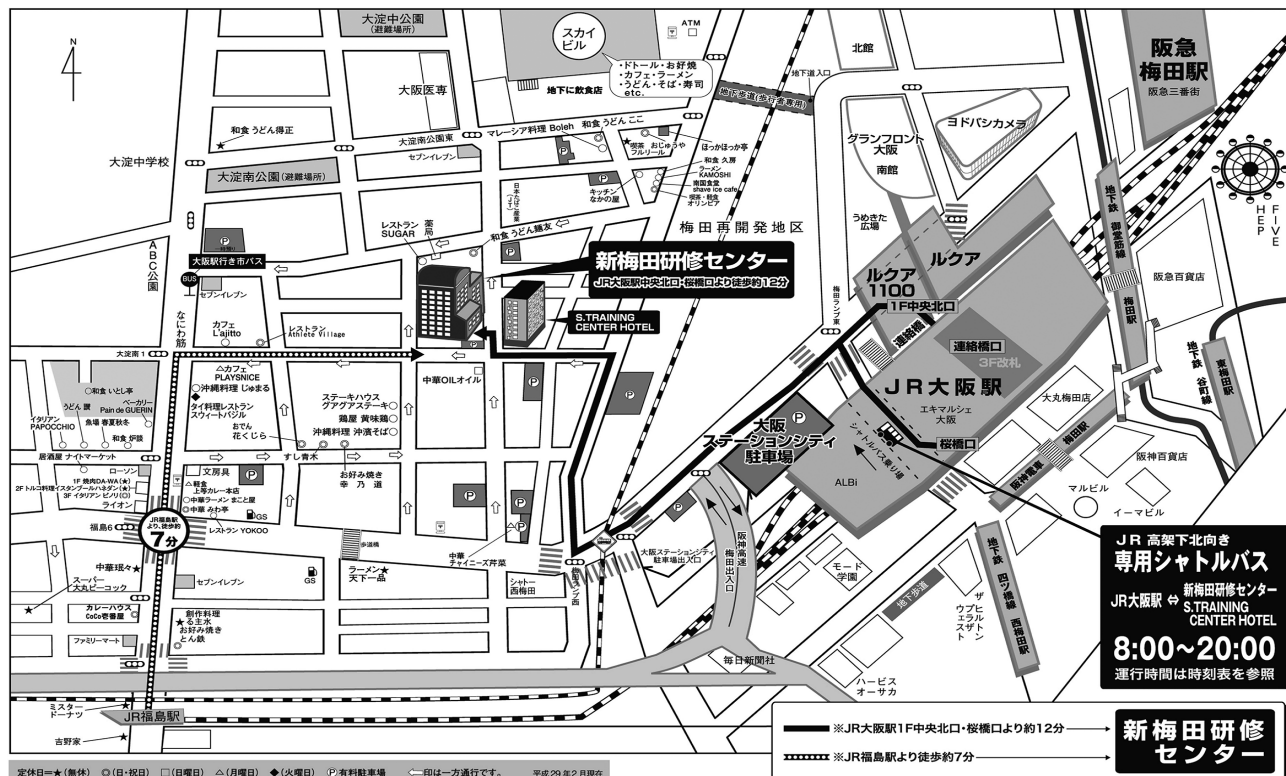 N
大淀中公園
(避難場所)
スカイ
ビル
ATM
・ドトール・お好焼
・カフェ・ラーメン
・うどん・そば・寿司
etc.
地下に飲食店
地下歩道(歩行者専用)
地下道入口
北館
阪急
梅田駅
阪急三番街
大阪医専
和食 うどん得正
大淀中学校
大淀南公園(避難場所)
大淀南公園東
セブンイレブン
マレーシア料理 Boleh
和食 うどん ここ
喫茶 おじゅうや
フルリール
ほっかほっか亭
和食 久房
ラーメン
KAMOSHI
南国食堂
shave ice cafe
喫茶・軽食
オリンピア
キッチン
なかの屋
日本たばこ産業
(JT)
グランフロント
大阪
南館
ヨドバシカメラ
うめきた
広場
HEP
FIVE
地下鉄 御堂筋線 梅田駅
阪急百貨店
梅田再開発地区
ABC公園
なにわ筋
大阪駅行き市バス
BUS
セブンイレブン
レストラン
SUGAR
薬局
和食 うどん麺友
新梅田研修センター
JR大阪駅中央北口・桜橋口より徒歩約12分
S.TRAINING
CENTER HOTEL
梅田ランプ東
ルクア
ルクア
1100
1F中央北口
連絡橋
連絡橋口
3F改札
JR大阪駅
エキマルシェ
大阪
桜橋口
大阪
ステーションシティ
駐車場
シャトルバス乗り場
ALBi
地下鉄 谷町線
東梅田駅
大丸梅田店
阪神電車 梅田駅
阪神百貨店
マルビル
イーマビル
カフェ
L'ajitto
レストラン
Athlete Village
大淀南1
カフェ
PLAYSNICE
沖縄料理 じゅまる
タイ料理レストラン
スウィートバジル
おでん
花くじら
すし 青木
ステーキハウス
グアグアステーキ
鶏屋 黄味鶏
沖縄料理 沖濱そば
お好み焼き
幸乃道
中華OILオイル
和食 いとし亭
うどん 讃
ベーカリー
Pain de GUERIN
イタリアン
PAPOCCHIO
魚場 春夏秋冬
和食 炉談
居酒屋 ナイトマーケット
ローソン
1F 焼肉DA-WA(★)
2F トルコ料理イスタンブールハネダン(★)
3F イタリアン ピノリ(○)
ライオン
文房具
軽食
上等カレー本店
中華ラーメン まこと屋
中華 みわ亭
レストラン YOKOO
GS
福島6
JR福島駅
より、徒歩約
7分
歩道橋
中華
チャイニーズ芹菜
中華珉々
スーパー
大丸ピーコック
セブンイレブン
GS
ラーメン
天下一品
シャトー
西梅田
梅田ランプ西
大阪ステーションシティ
駐車場出入口
阪神高速
梅田出入口
モード
学園
地下歩道
ザ・リッツ
地下鉄 四ツ橋線 西梅田駅
カレーハウス
CoCo壱番屋
創作料理
る主水
お好み焼き
とん鉄
ファミリーマート
毎日新聞社
ハービス
オーサカ
ミスター
ドーナツ
JR福島駅
吉野家
JR 高架下北向き
専用シャトルバス
JR大阪駅 ⇔ 新梅田研修センター
S.TRAINING
CENTER HOTEL
8:00～20:00
運行時間は時刻表を参照
※JR大阪駅1F中央北口・桜橋口より約12分
※JR福島駅より徒歩約7分
新梅田研修
センター
定休日=★(無休) ◎(日・祝日) □(日曜日) △(月曜日) ◆(火曜日) Ⓟ有料駐車場 ⇦印は一方通行です。 平成29年2月現在